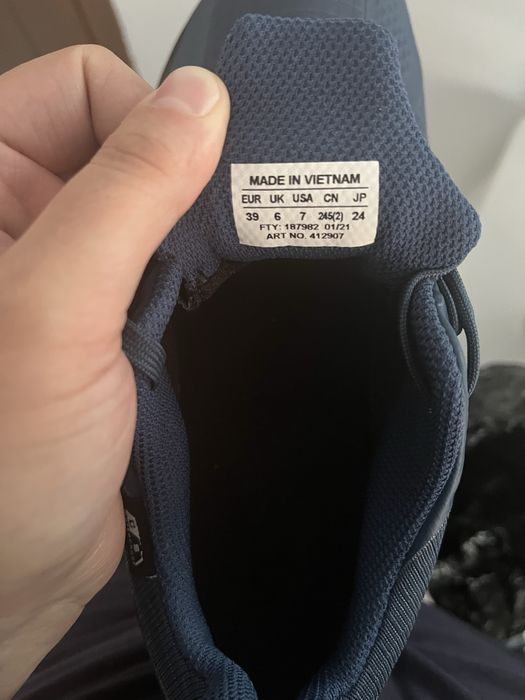 MADE IN VIETNAM
EUR UK USA CN JP
39 6 7 245(2) 24
FTY: 187982 01/21
ART NO. 412907